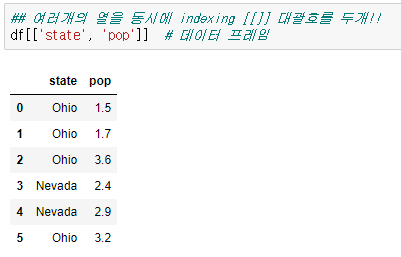 ## 여러개의 열을 동시에 indexing [[]] 대괄호를 두개!!
df[['state', 'pop']]  # 데이터 프레임
state pop
0 Ohio 1.5
1 Ohio 1.7
2 Ohio 3.6
3 Nevada 2.4
4 Nevada 2.9
5 Ohio 3.2